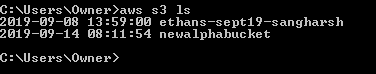 C:\Users\Owner>aws s3 ls
2019-09-08 13:59:00 ethans-sept19-sangharsh
2019-09-14 08:11:54 newalphabucket
C:\Users\Owner>